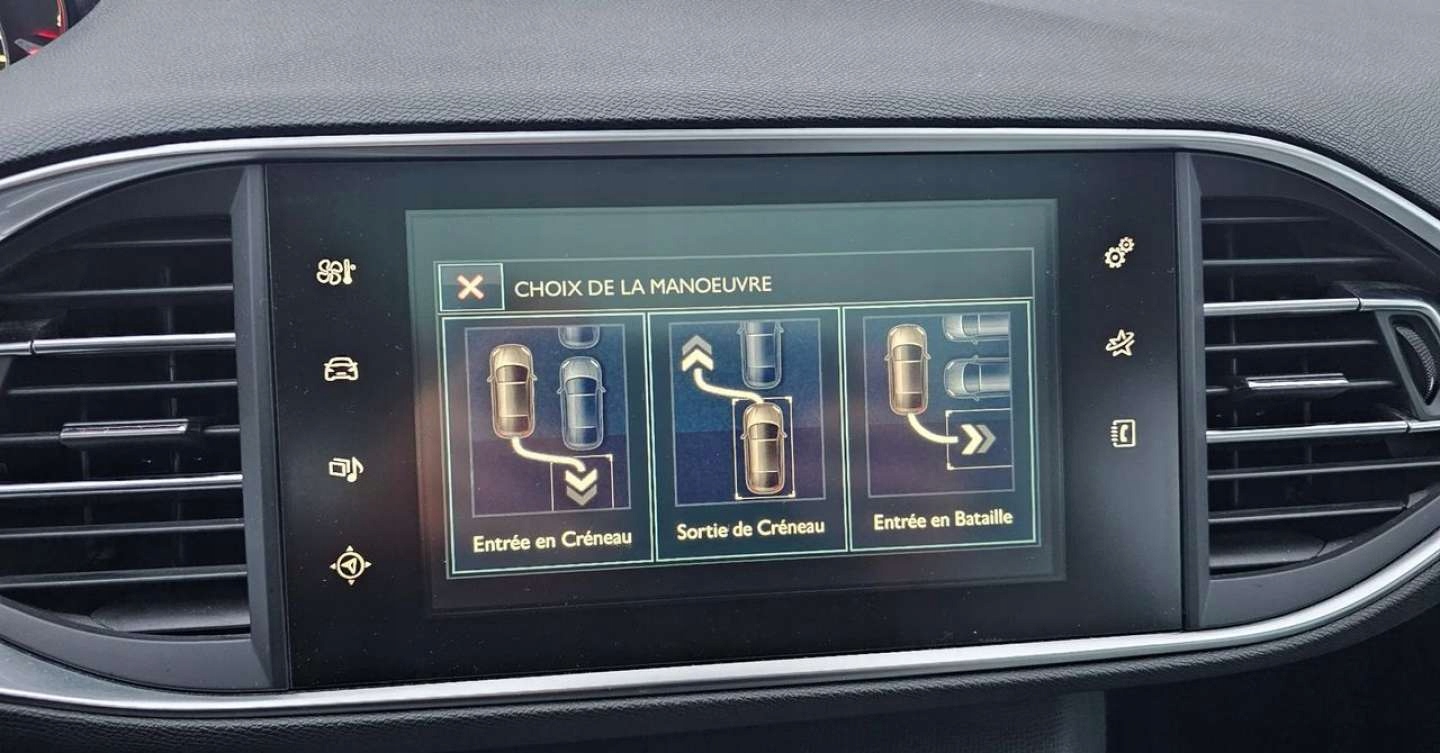 CHOIX DE LA MANOEUVRE
Entrée en Créneau
Sortie de Créneau
Entrée en Bataille